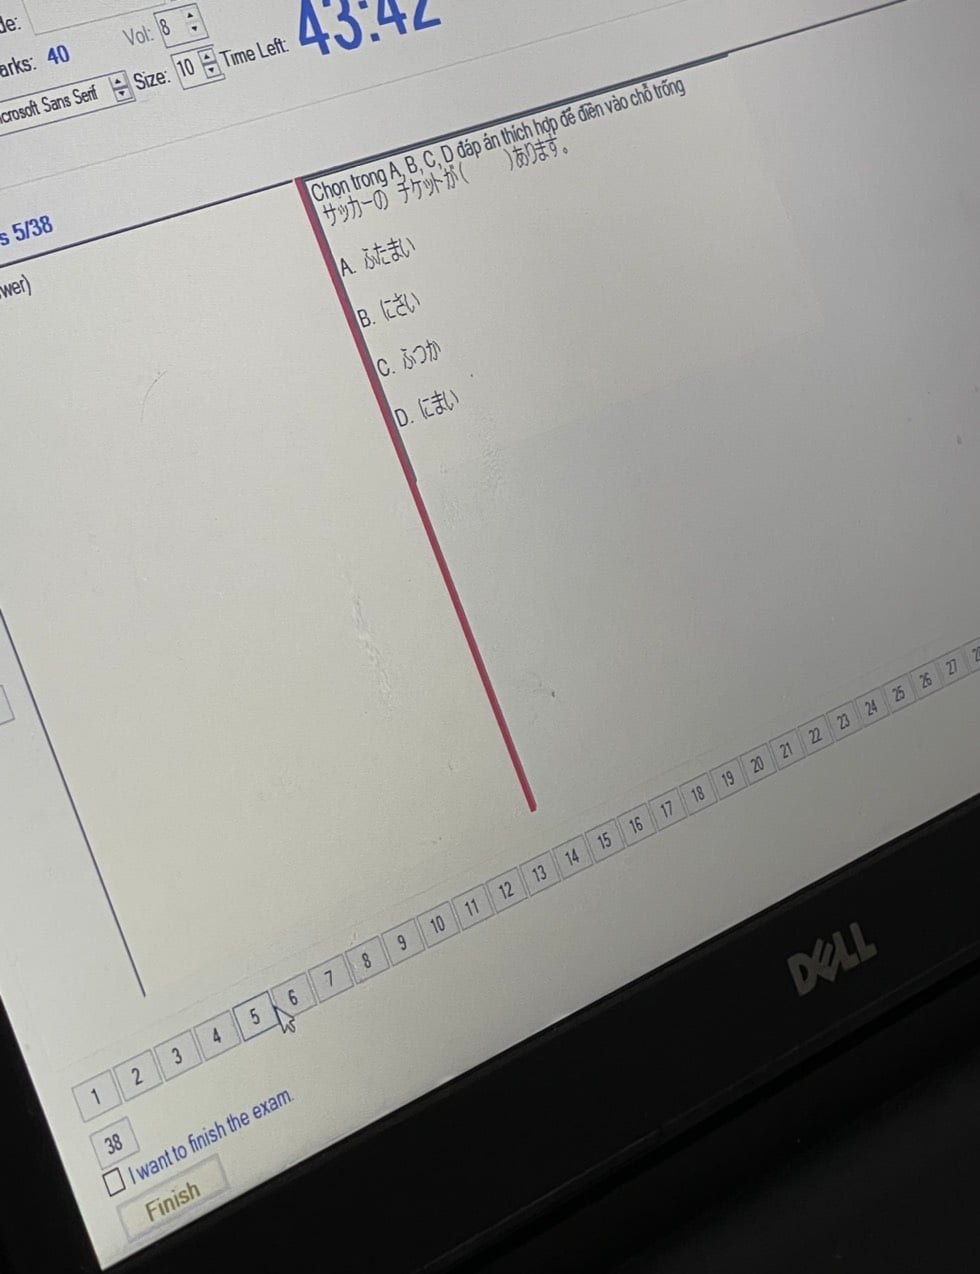 de:
arks: 40
Vol: 8
crosoft Sans Serif Size: 10 Time Left: 43:42
s 5/38
wer)
Chọn trong A, B, C, D đáp án thích hợp để điền vào chỗ trống
サッカーの チケットが( )あります。
A. ふたまい
B. にさい
C. ふつか
D. にまい
1 2 3 4 5 6 7 8 9 10 11 12 13 14 15 16 17 18 19 20 21 22 23 24 25 26 27
38
I want to finish the exam.
Finish
DELL